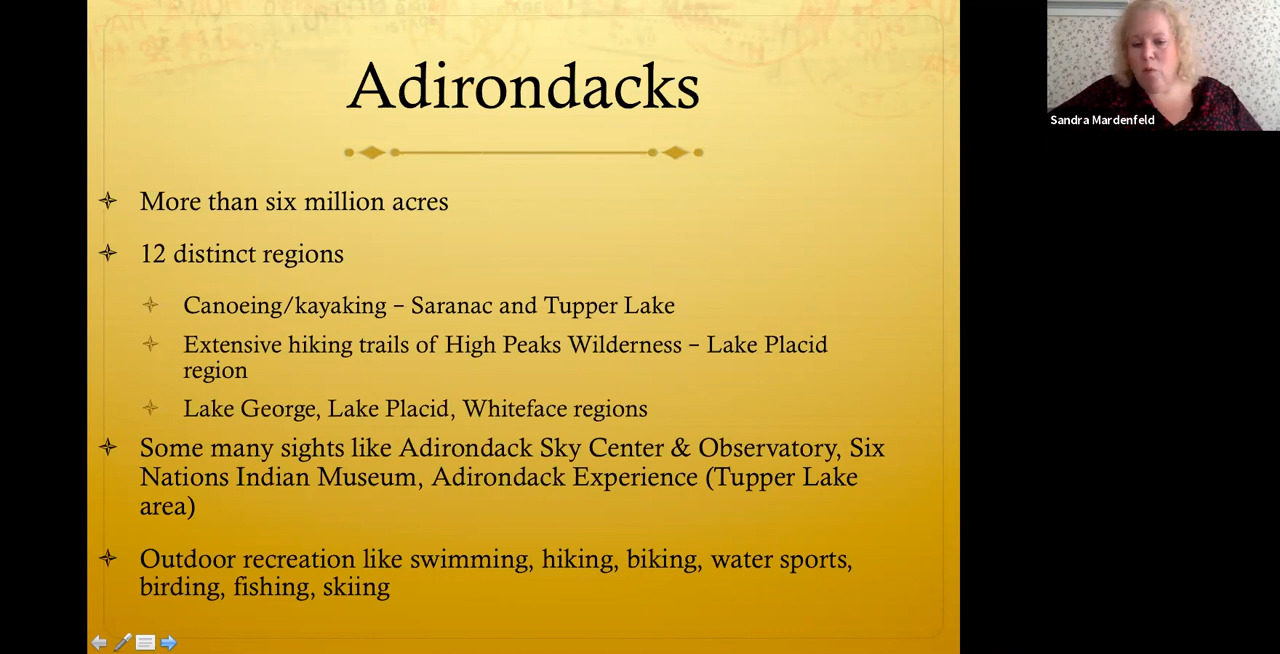 Adirondacks
More than six million acres
12 distinct regions
Canoeing/kayaking – Saranac and Tupper Lake
Extensive hiking trails of High Peaks Wilderness – Lake Placid
region
Lake George, Lake Placid, Whiteface regions
Some many sights like Adirondack Sky Center & Observatory, Six
Nations Indian Museum, Adirondack Experience (Tupper Lake
area)
Outdoor recreation like swimming, hiking, biking, water sports,
birding, fishing, skiing
Sandra Mardenfeld